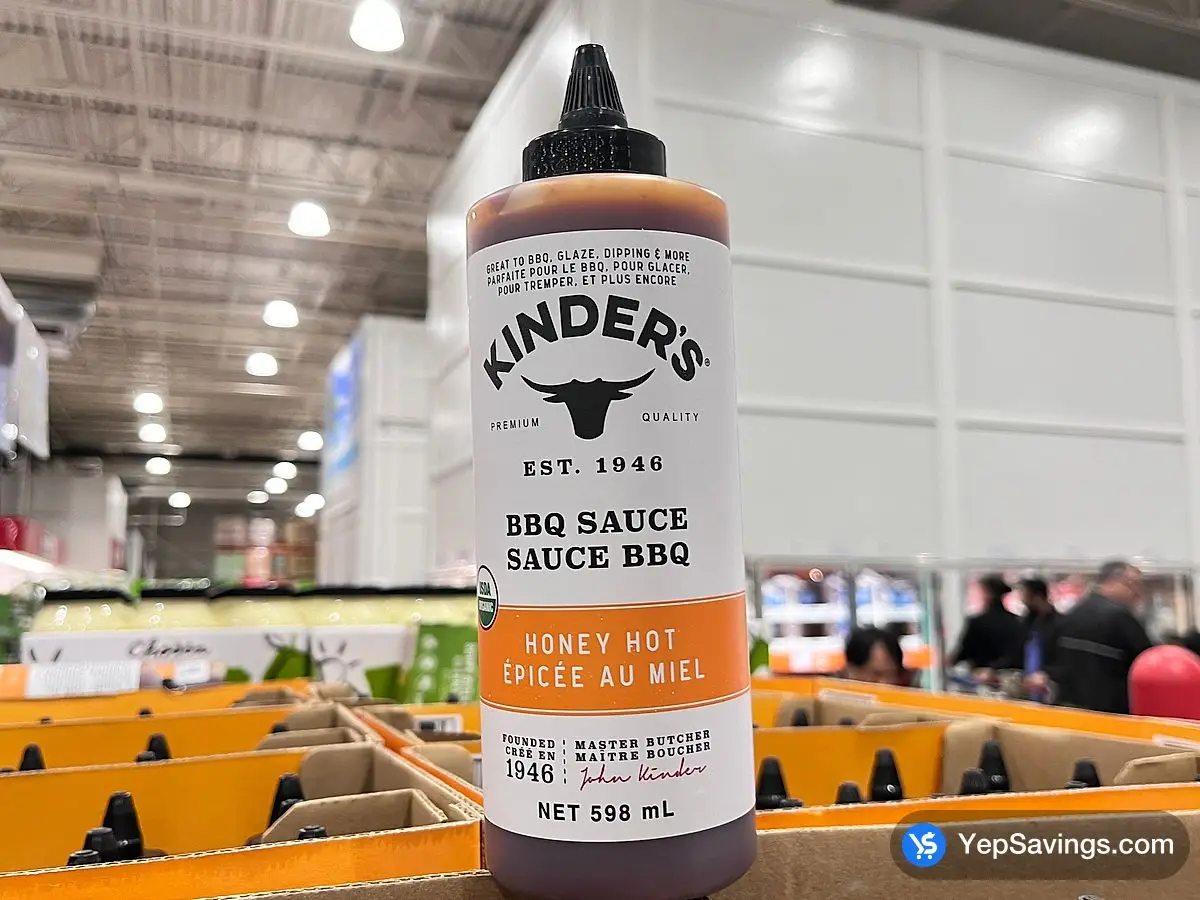 GREAT TO BBQ, GLAZE, DIPPING & MORE
PARFAITE POUR LE BBQ, POUR GLACER,
POUR TREMPER, ET PLUS ENCORE
KINDER'S®
PREMIUM QUALITY
EST. 1946
BBQ SAUCE
SAUCE BBQ
USDA
ORGANIC
HONEY HOT
ÉPICÉE AU MIEL
FOUNDED
CRÉÉ EN
1946
MASTER BUTCHER
MAÎTRE BOUCHER
John Kinder
NET 598 mL
YepSavings.com